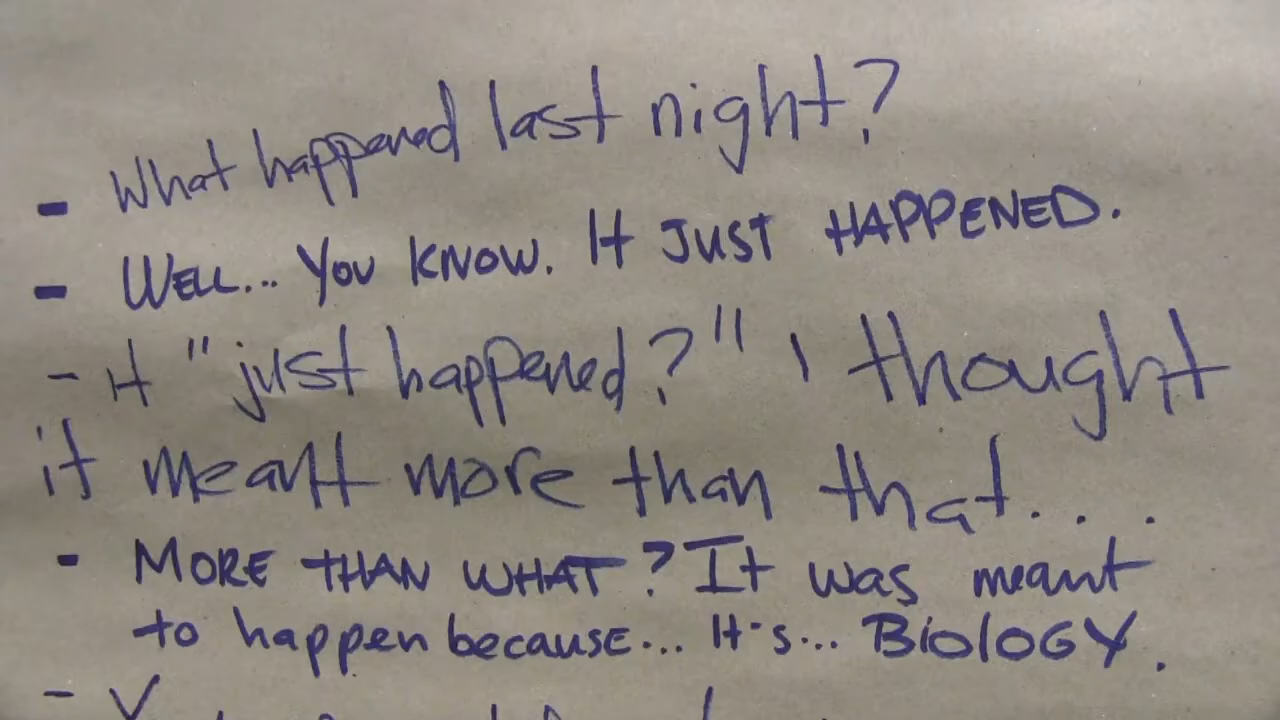 - What happened last night?
- WELL... YOU KNOW. It JUST HAPPENED.
- It "just happened?" I thought
it meant more than that....
- MORE THAN WHAT? It was meant
to happen because... It's... BiologY.
-